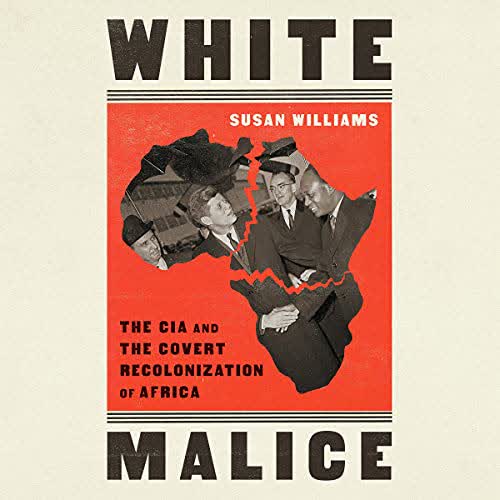 WHITE
SUSAN WILLIAMS
THE CIA AND
THE COVERT
RECOLONIZATION
OF AFRICA
MALICE